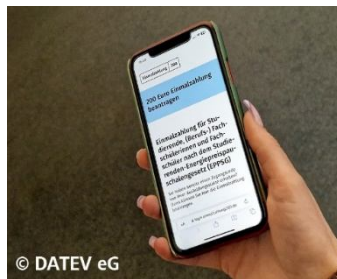 Einmalzahlung 200
200 Euro Einmalzahlung
beantragen
Einmalzahlung für Stu-
dierende, (Berufs-) Fach-
schülerinnen und Fach-
schüler nach dem Studie-
renden-Energiepreispau-
schalengesetz (EPPSG)
© DATEV eG